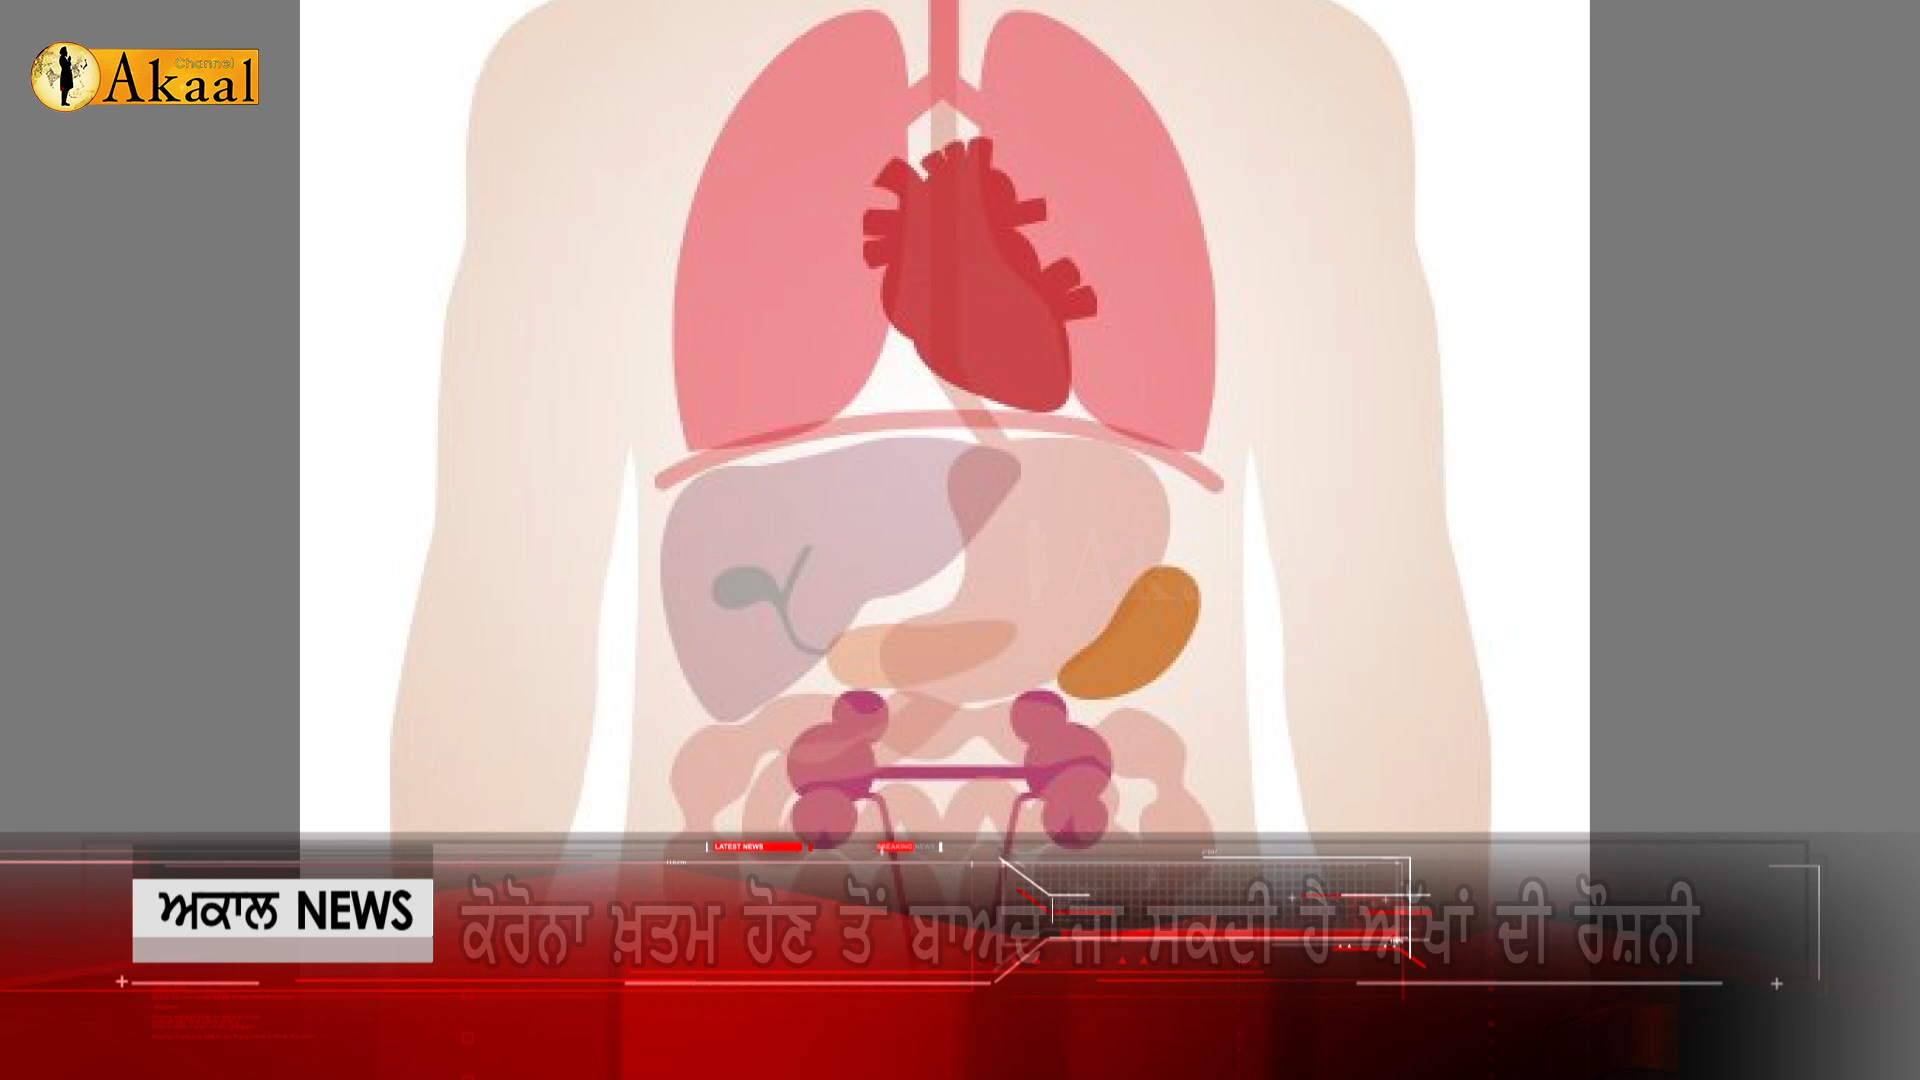 Channel
Akaal
LATEST NEWS
BREAKING NEWS
ਅਕਾਲ NEWS
ਕੋਰੋਨਾ ਖ਼ਤਮ ਹੋਣ ਤੋਂ ਬਾਅਦ ਜਾ ਸਕਦੀ ਹੈ ਅੱਖਾਂ ਦੀ ਰੌਸ਼ਨੀ